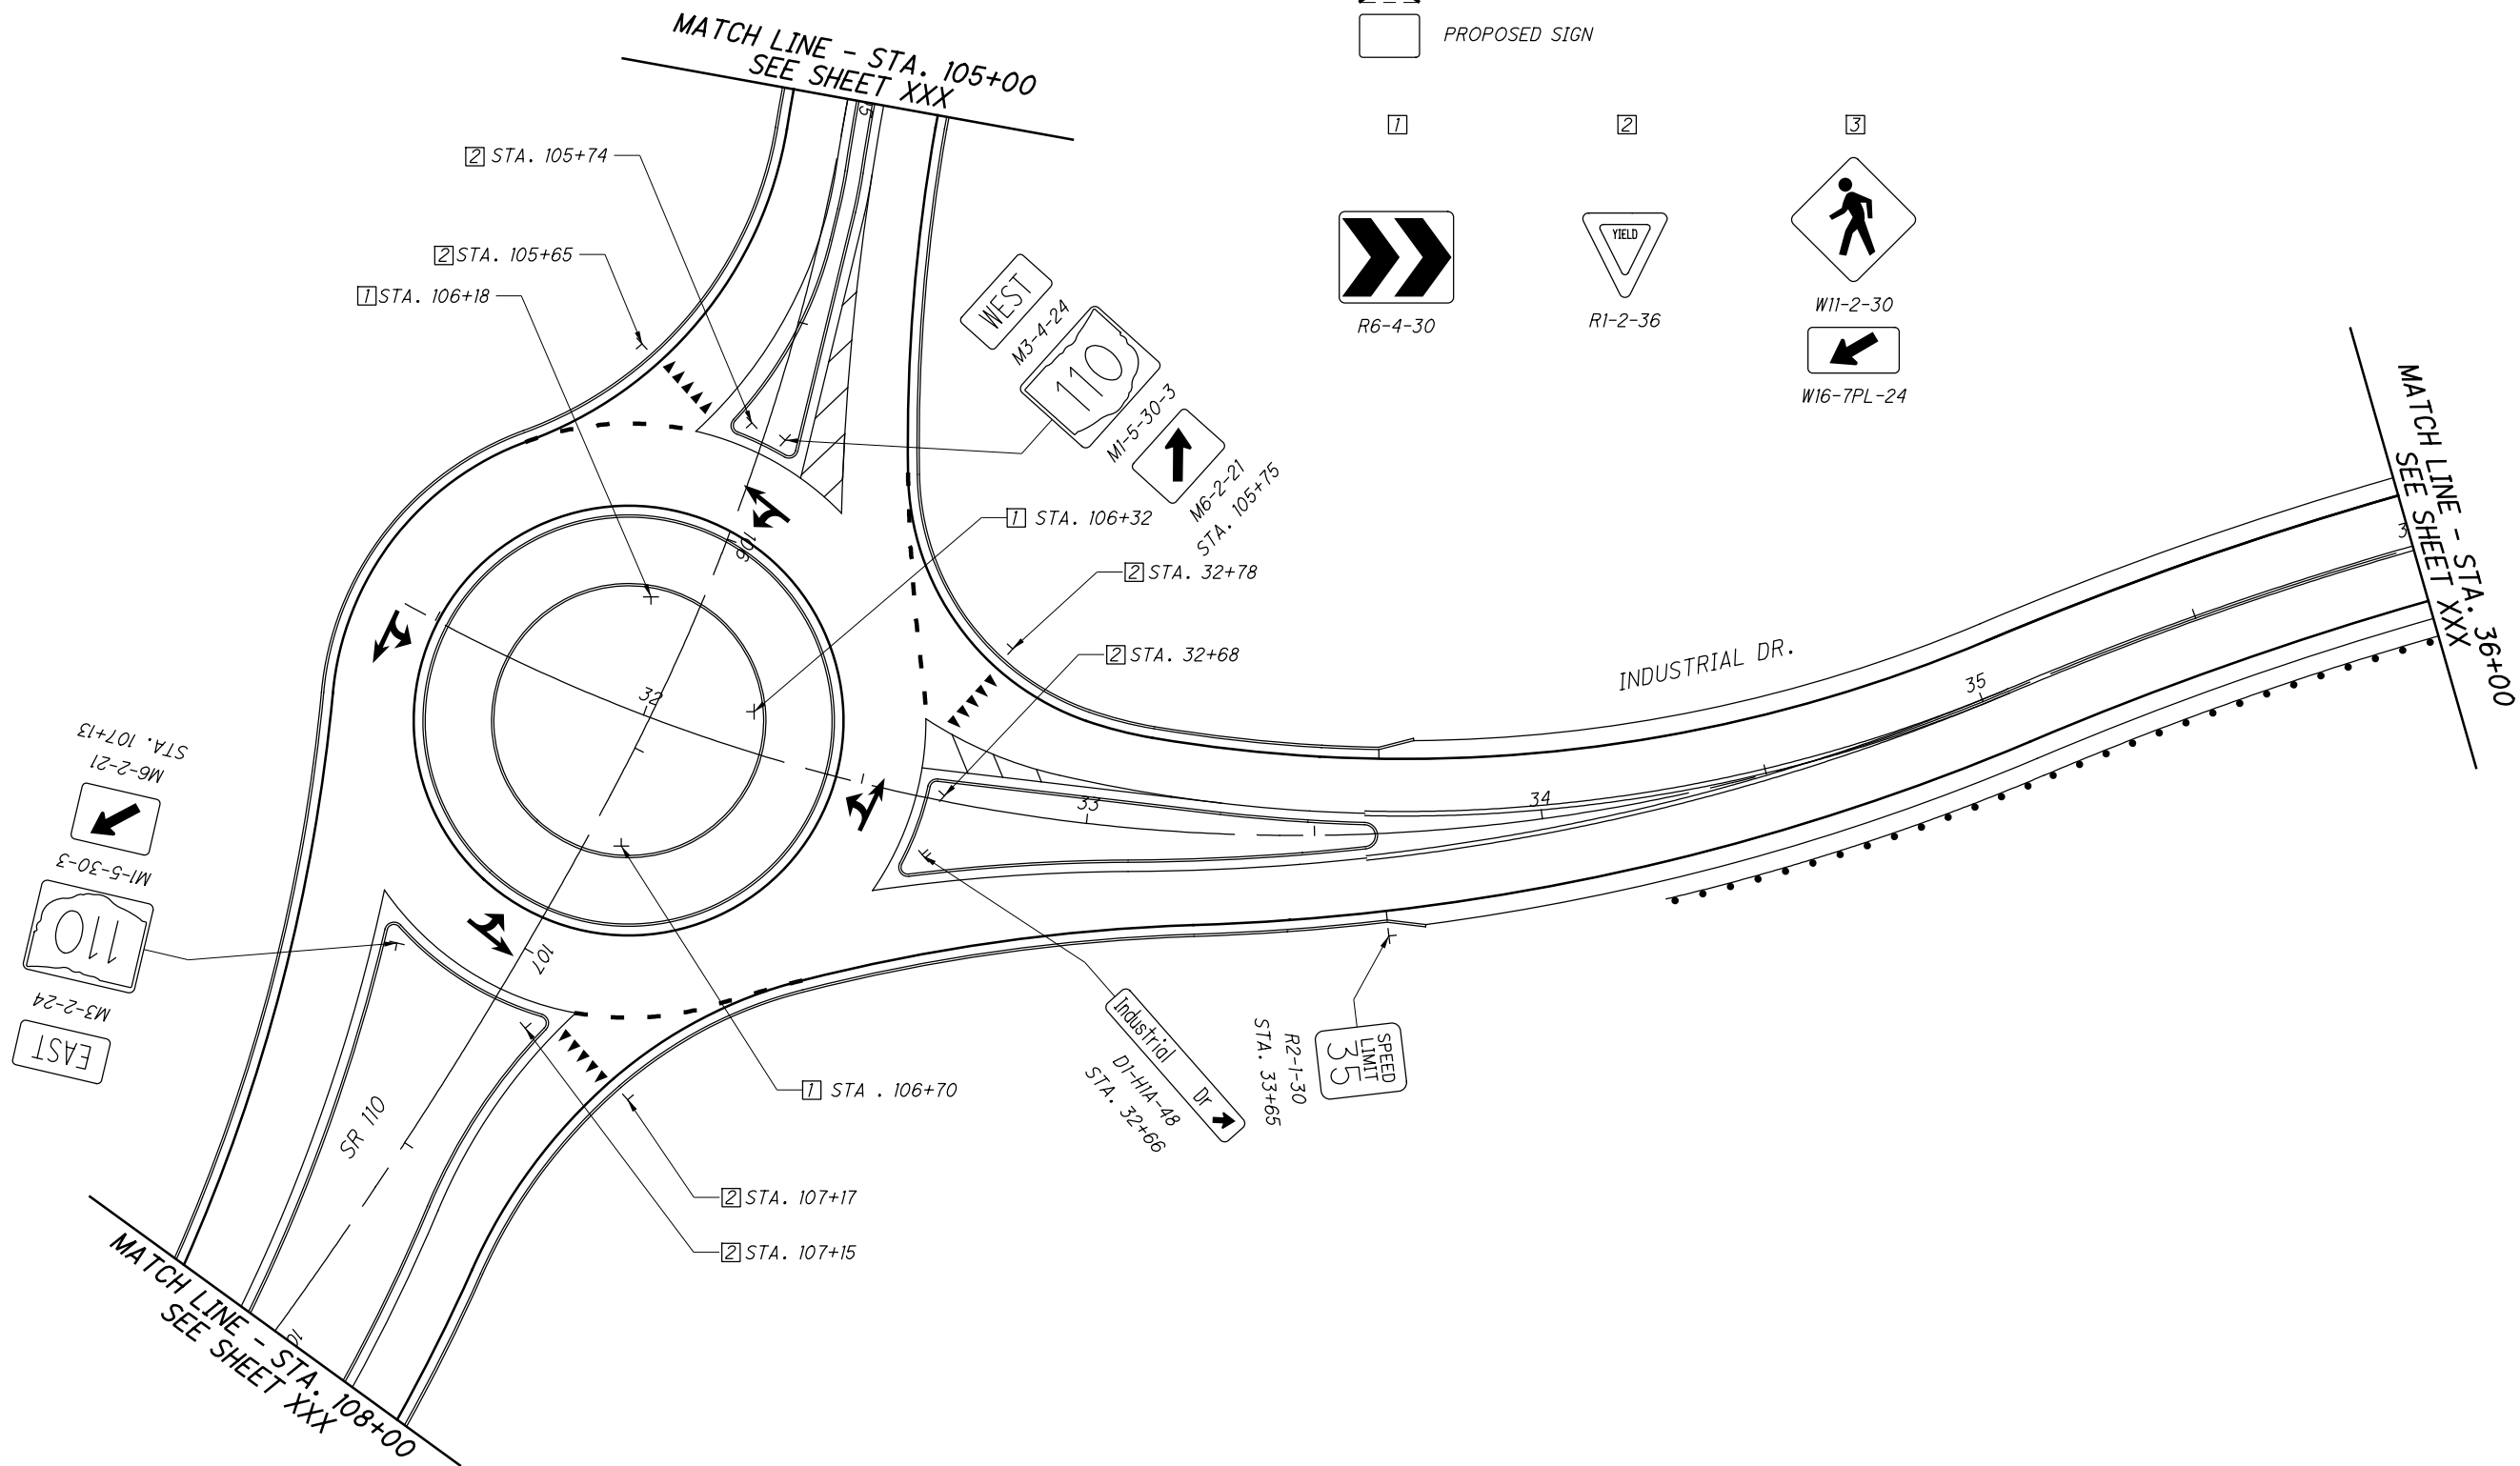 PROPOSED SIGN
MATCH LINE - STA. 105+00
SEE SHEET XXX
1
2
3
YIELD
R6-4-30
R1-2-36
W11-2-30
W16-7PL-24
2 STA. 105+74
2 STA. 105+65
1 STA. 106+18
WEST
M3-4-24
110
M1-5-30-3
M6-2-21
STA. 105+75
1 STA. 106+32
2 STA. 32+78
2 STA. 32+68
106
32
33
34
35
INDUSTRIAL DR.
MATCH LINE - STA. 36+00
SEE SHEET XXX
STA. 107+13
M6-2-21
M1-5-30-3
110
M3-2-24
EAST
107
SR 110
Industrial Dr
D1-H1A-48
STA. 32+66
SPEED
LIMIT
35
R2-1-30
STA. 33+65
1 STA . 106+70
2 STA. 107+17
2 STA. 107+15
MATCH LINE - STA. 108+00
SEE SHEET XXX